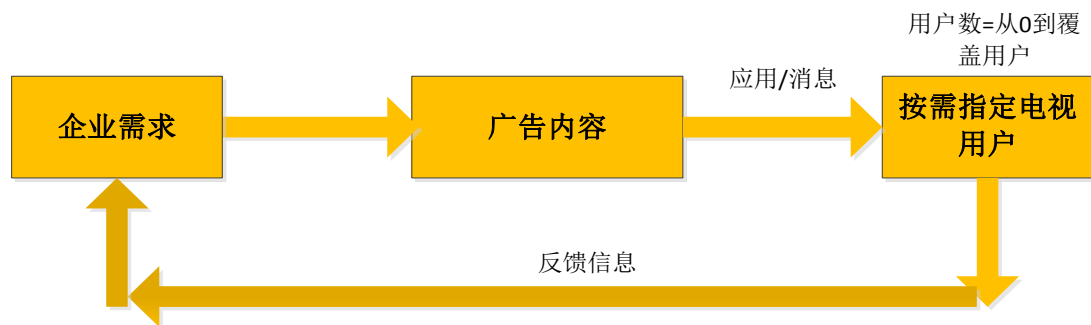 用户数=从0到覆
盖用户
应用/消息
企业需求
广告内容
按需指定电视
用户
反馈信息